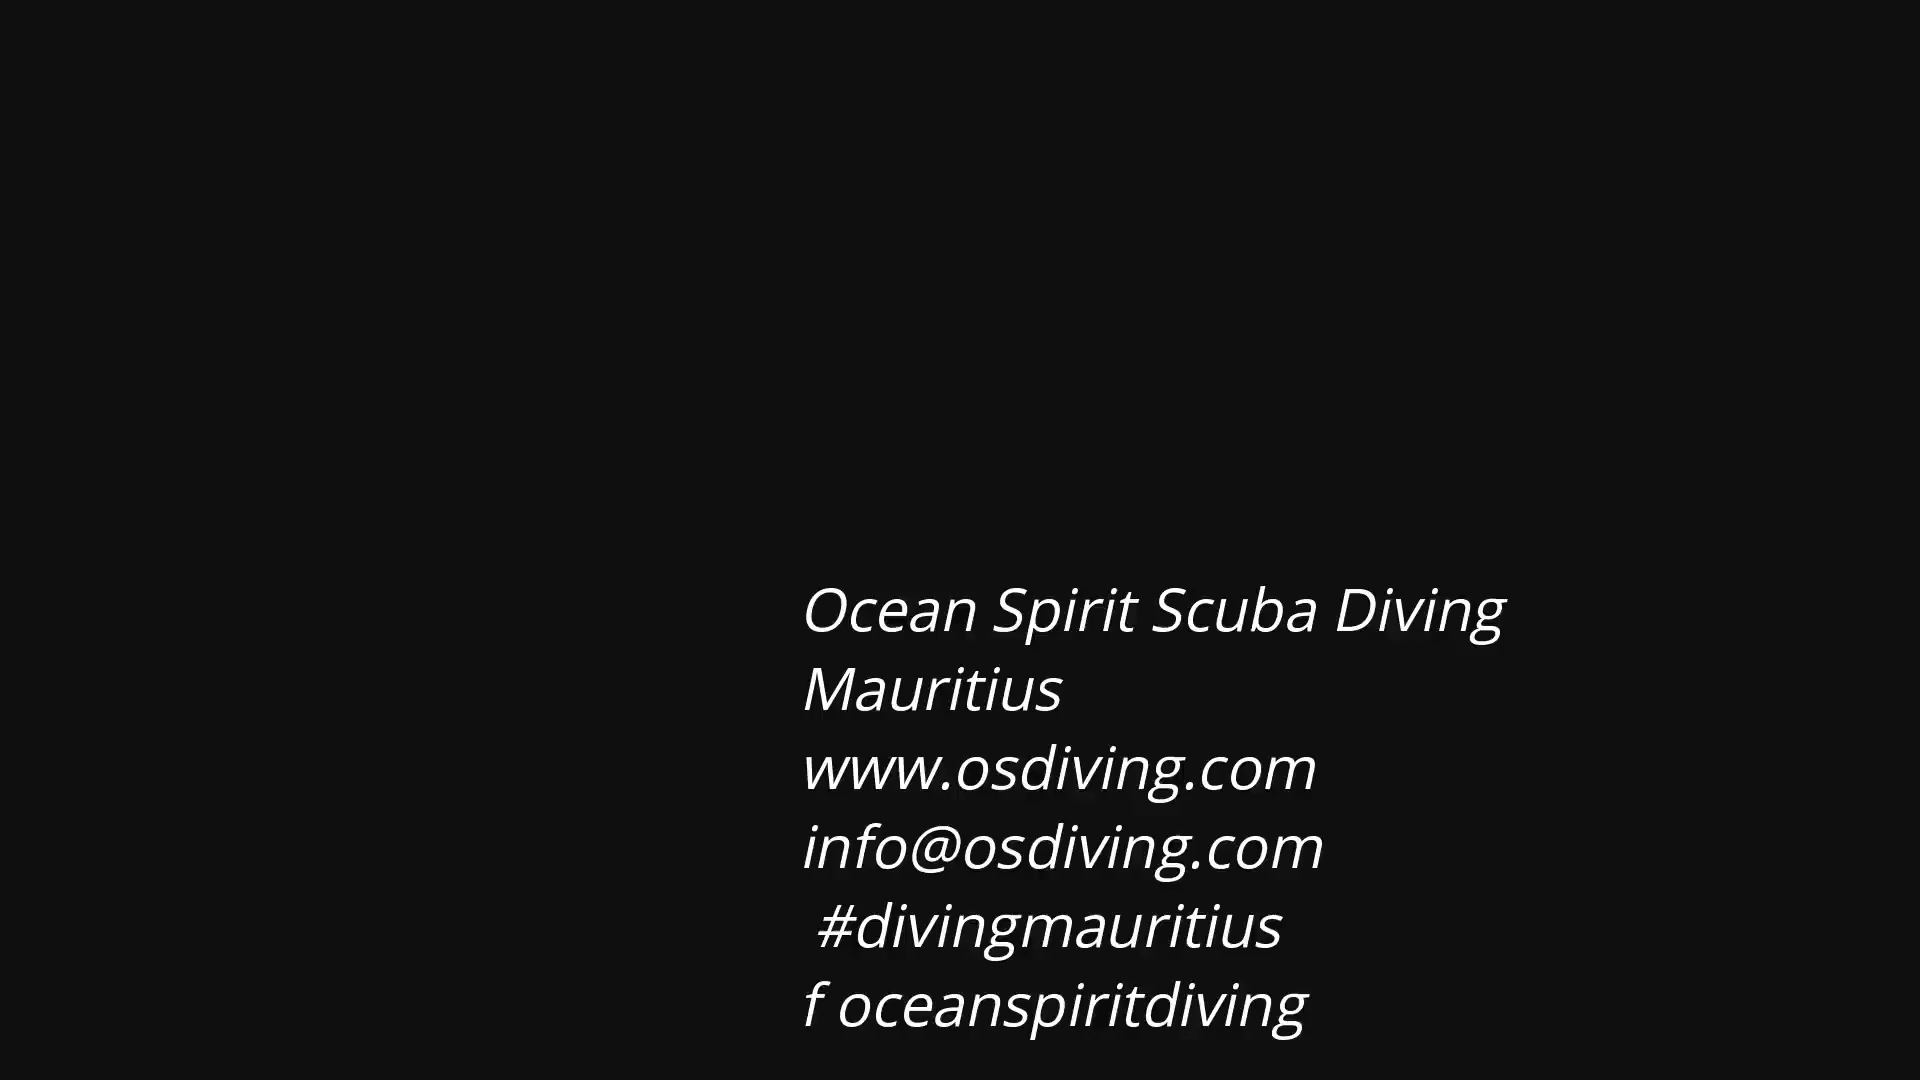 Ocean Spirit Scuba Diving
Mauritius
www.osdiving.com
info@osdiving.com
#divingmauritius
f oceanspiritdiving